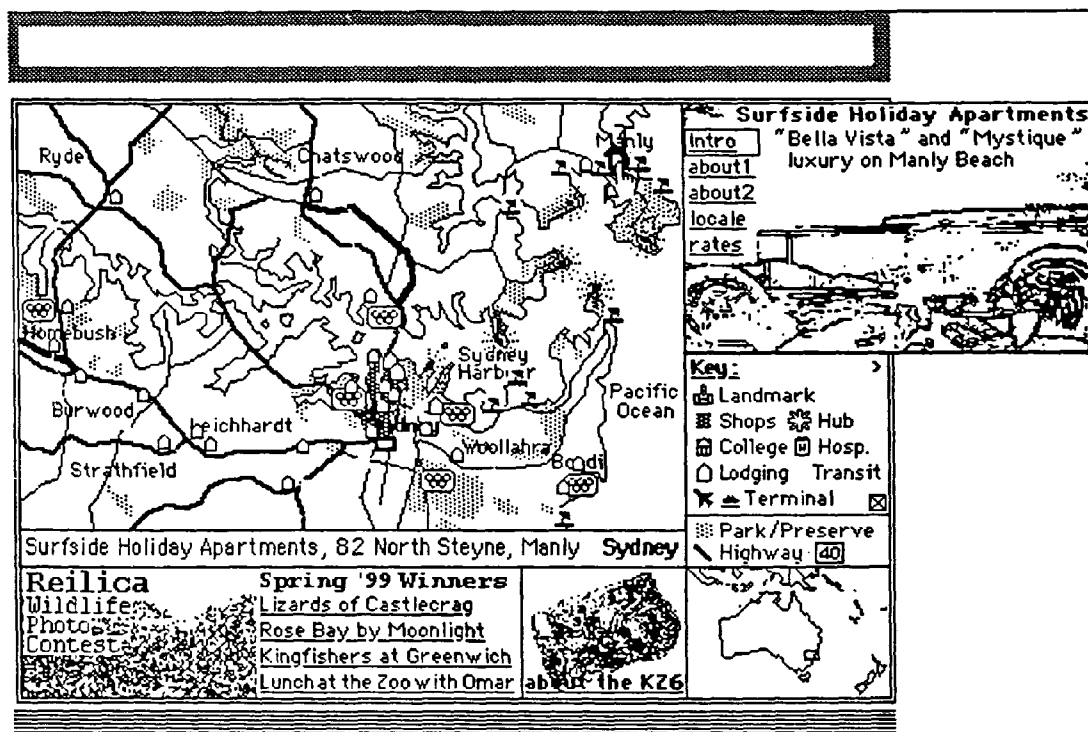 Ryde
Chatswood
Manly
Homebush
Burwood
Leichhardt
Strathfield
Sydney
Harbor
Pacific
Ocean
Sydney
Woollahra
Bondi
Surfside Holiday Apartments, 82 North Steyne, Manly Sydney
Surfside Holiday Apartments
"Bella Vista" and "Mystique"
luxury on Manly Beach
Intro
about1
about2
locale
rates
Key: >
Landmark
Shops Hub
College H Hosp.
Lodging Transit
Terminal
Park/Preserve
Highway 40
Reilica
Wildlife
Photo
Contest
Spring '99 Winners
Lizards of Castlecrag
Rose Bay by Moonlight
Kingfishers at Greenwich
Lunch at the Zoo with Omar
about the KZ6